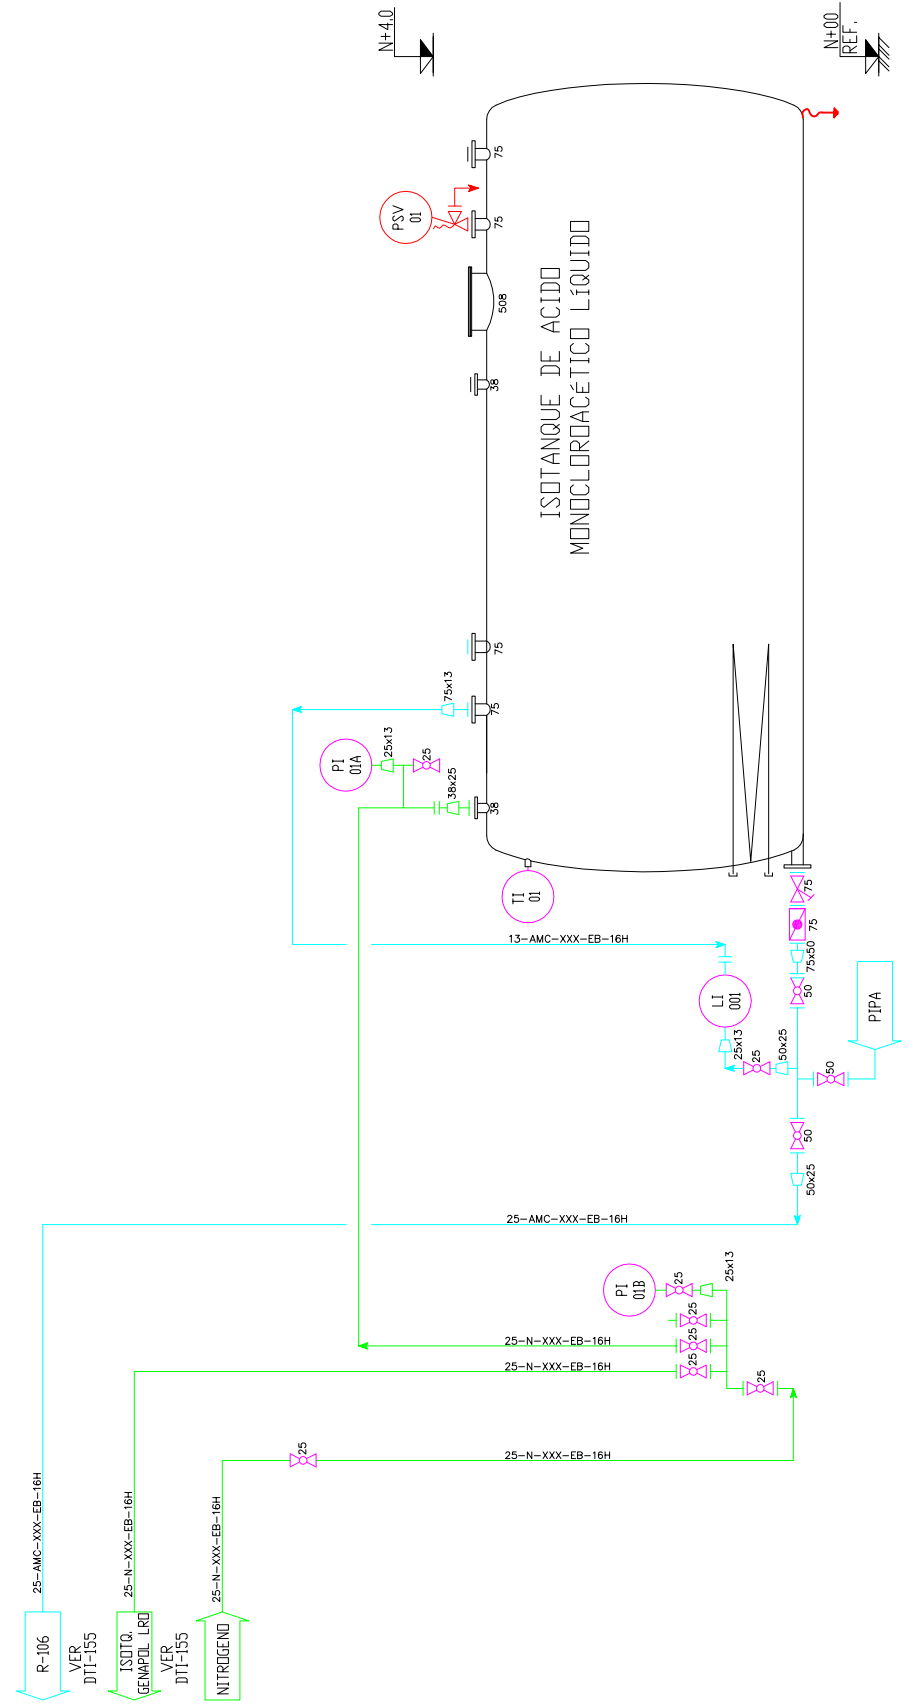 N+4.0
N+00
REF.
75
PSV
01
75
508
38
ISOTANQUE DE ACIDO
MONOCLOROACÉTICO LÍQUIDO
75
75x13
75
PI
01A
25x13
25
38x25
38
TI
01
75
75
75x50
50
13-AMC-XXX-EB-16H
LI
001
25x13
25
50x25
50
PIPA
50
50x25
25-AMC-XXX-EB-16H
PI
01B
25
25x13
25
25
25-N-XXX-EB-16H
25
25-N-XXX-EB-16H
25
25
25-N-XXX-EB-16H
25-AMC-XXX-EB-16H
25-N-XXX-EB-16H
25-N-XXX-EB-16H
R-106
VER
DTI-155
ISOTQ.
GENAPOL LRO
VER
DTI-155
NITROGENO